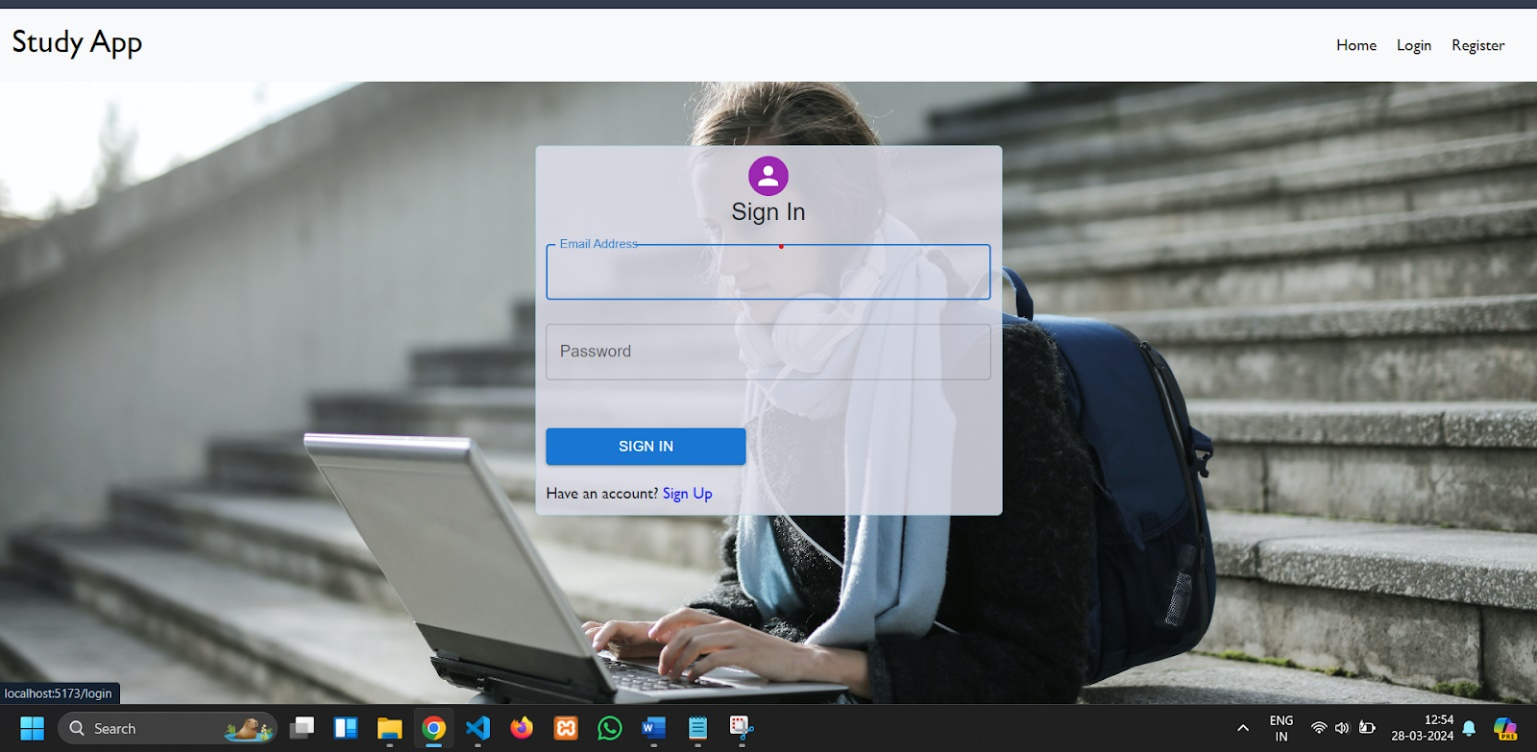 Study App
Home Login Register
Sign In
Email Address
Password
SIGN IN
Have an account? Sign Up
localhost:5173/login
Search
ENG
IN
12:54
28-03-2024
PRE